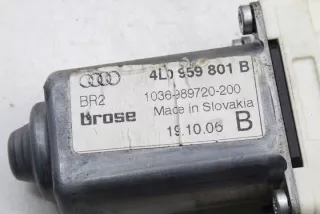 4L0 959 801 B
BR2 1036-989720-200
brose Made in Slovakia
19.10.06 B